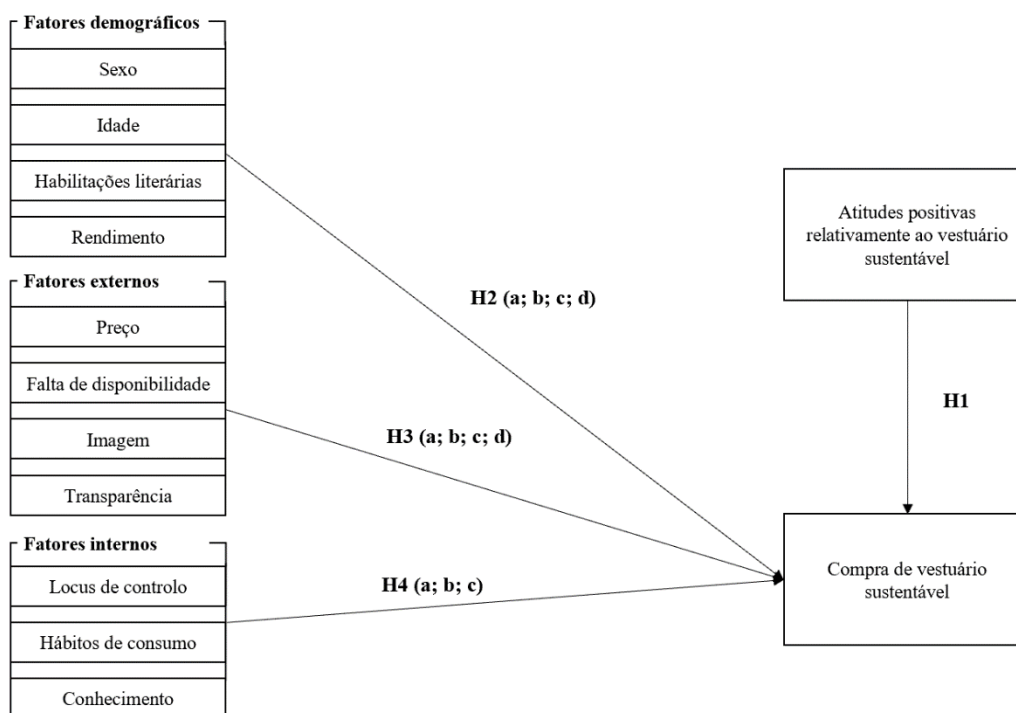 Fatores demográficos
Sexo
Idade
Habilitações literárias
Rendimento
Fatores externos
Preço
Falta de disponibilidade
Imagem
Transparência
Fatores internos
Locus de controlo
Hábitos de consumo
Conhecimento
H2 (a; b; c; d)
H3 (a; b; c; d)
H4 (a; b; c)
Atitudes positivas
relativamente ao vestuário
sustentável
H1
Compra de vestuário
sustentável